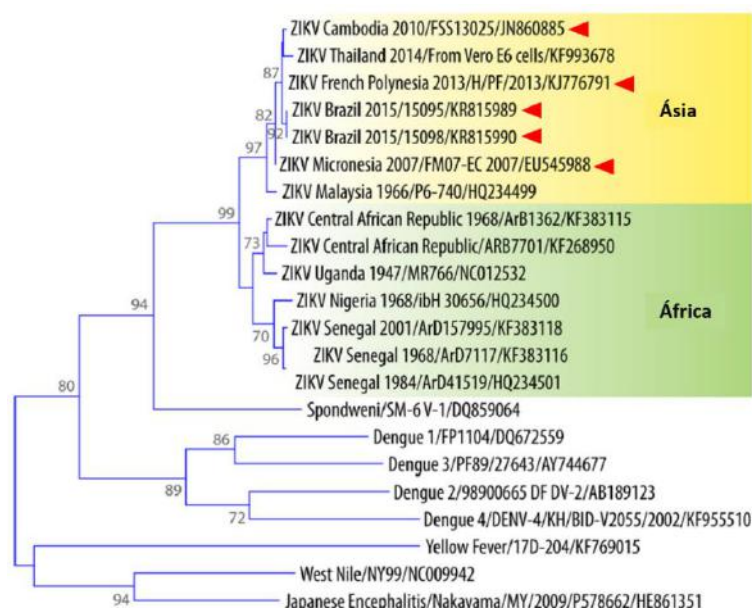 ZIKV Cambodia 2010/FSS13025/JN860885
ZIKV Thailand 2014/From Vero E6 cells/KF993678
87
ZIKV French Polynesia 2013/H/PF/2013/KJ776791
82
ZIKV Brazil 2015/15095/KR815989
Ásia
92
ZIKV Brazil 2015/15098/KR815990
97
ZIKV Micronesia 2007/FM07-EC 2007/EU545988
ZIKV Malaysia 1966/P6-740/HQ234499
99
ZIKV Central African Republic 1968/ArB1362/KF383115
73
ZIKV Central African Republic/ARB7701/KF268950
ZIKV Uganda 1947/MR766/NC012532
94
ZIKV Nigeria 1968/ibH 30656/HQ234500
África
70
ZIKV Senegal 2001/ArD157995/KF383118
96
ZIKV Senegal 1968/ArD7117/KF383116
ZIKV Senegal 1984/ArD41519/HQ234501
80
Spondweni/SM-6 V-1/DQ859064
86
Dengue 1/FP1104/DQ672559
Dengue 3/PF89/27643/AY744677
89
Dengue 2/98900665 DF DV-2/AB189123
72
Dengue 4/DENV-4/KH/BID-V2055/2002/KF955510
Yellow Fever/17D-204/KF769015
West Nile/NY99/NC009942
94
Japanese Encephalitis/Nakayama/MY/2009/P578662/HE861351